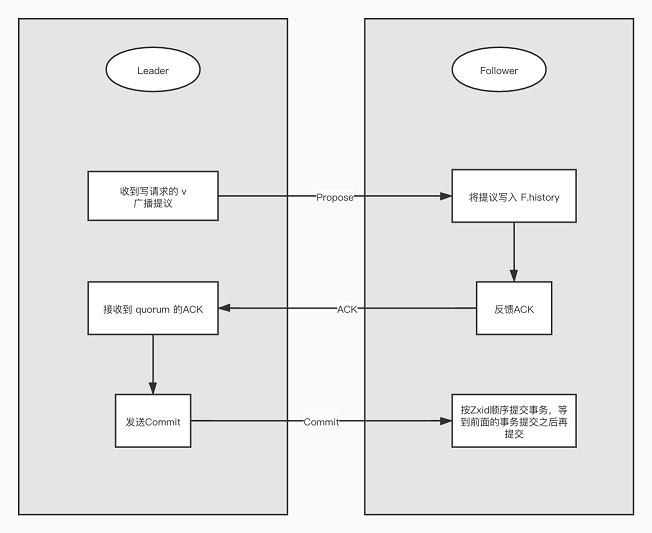 Leader
Follower
收到写请求的 v
广播提议
Propose
将提议写入 F.history
接收到 quorum 的ACK
ACK
反馈ACK
发送Commit
Commit
按Zxid顺序提交事务，等
到前面的事务提交之后再
提交